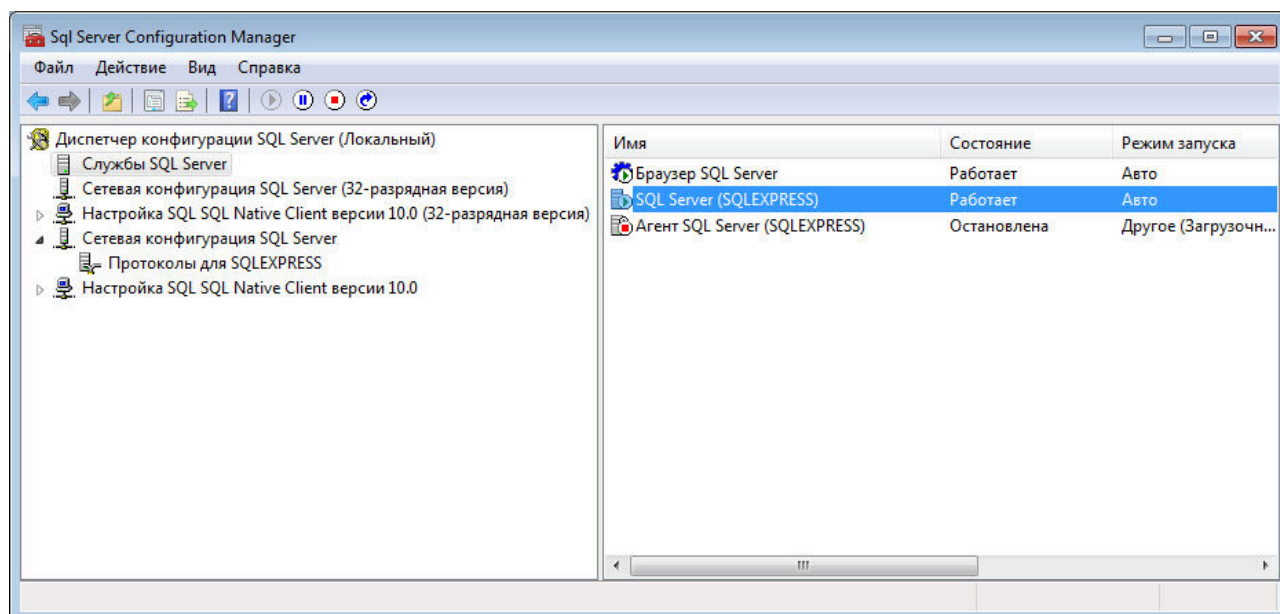 Sql Server Configuration Manager
Файл Действие Вид Справка
Диспетчер конфигурации SQL Server (Локальный)
Службы SQL Server
Сетевая конфигурация SQL Server (32-разрядная версия)
Настройка SQL SQL Native Client версии 10.0 (32-разрядная версия)
Сетевая конфигурация SQL Server
Протоколы для SQLEXPRESS
Настройка SQL SQL Native Client версии 10.0
Имя Состояние Режим запуска
Браузер SQL Server Работает Авто
SQL Server (SQLEXPRESS) Работает Авто
Агент SQL Server (SQLEXPRESS) Остановлена Другое (Загрузочн...